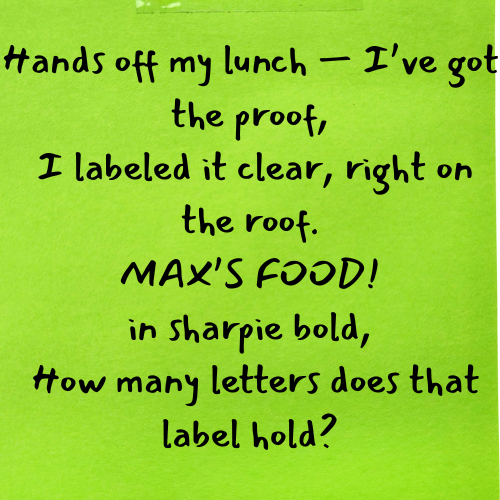 Hands off my lunch — I've got
the proof,
I labeled it clear, right on
the roof.
MAX'S FOOD!
in sharpie bold,
How many letters does that
label hold?